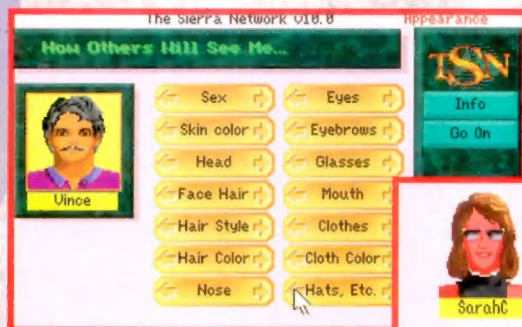 The Sierra Network V10.0
Appearance
How Others Will See Me...
TSN
Info
Go On
Vince
Sex
Eyes
Skin color
Eyebrows
Head
Glasses
Face Hair
Mouth
Hair Style
Clothes
Hair Color
Cloth Color
Nose
Hats, Etc.
SarahC